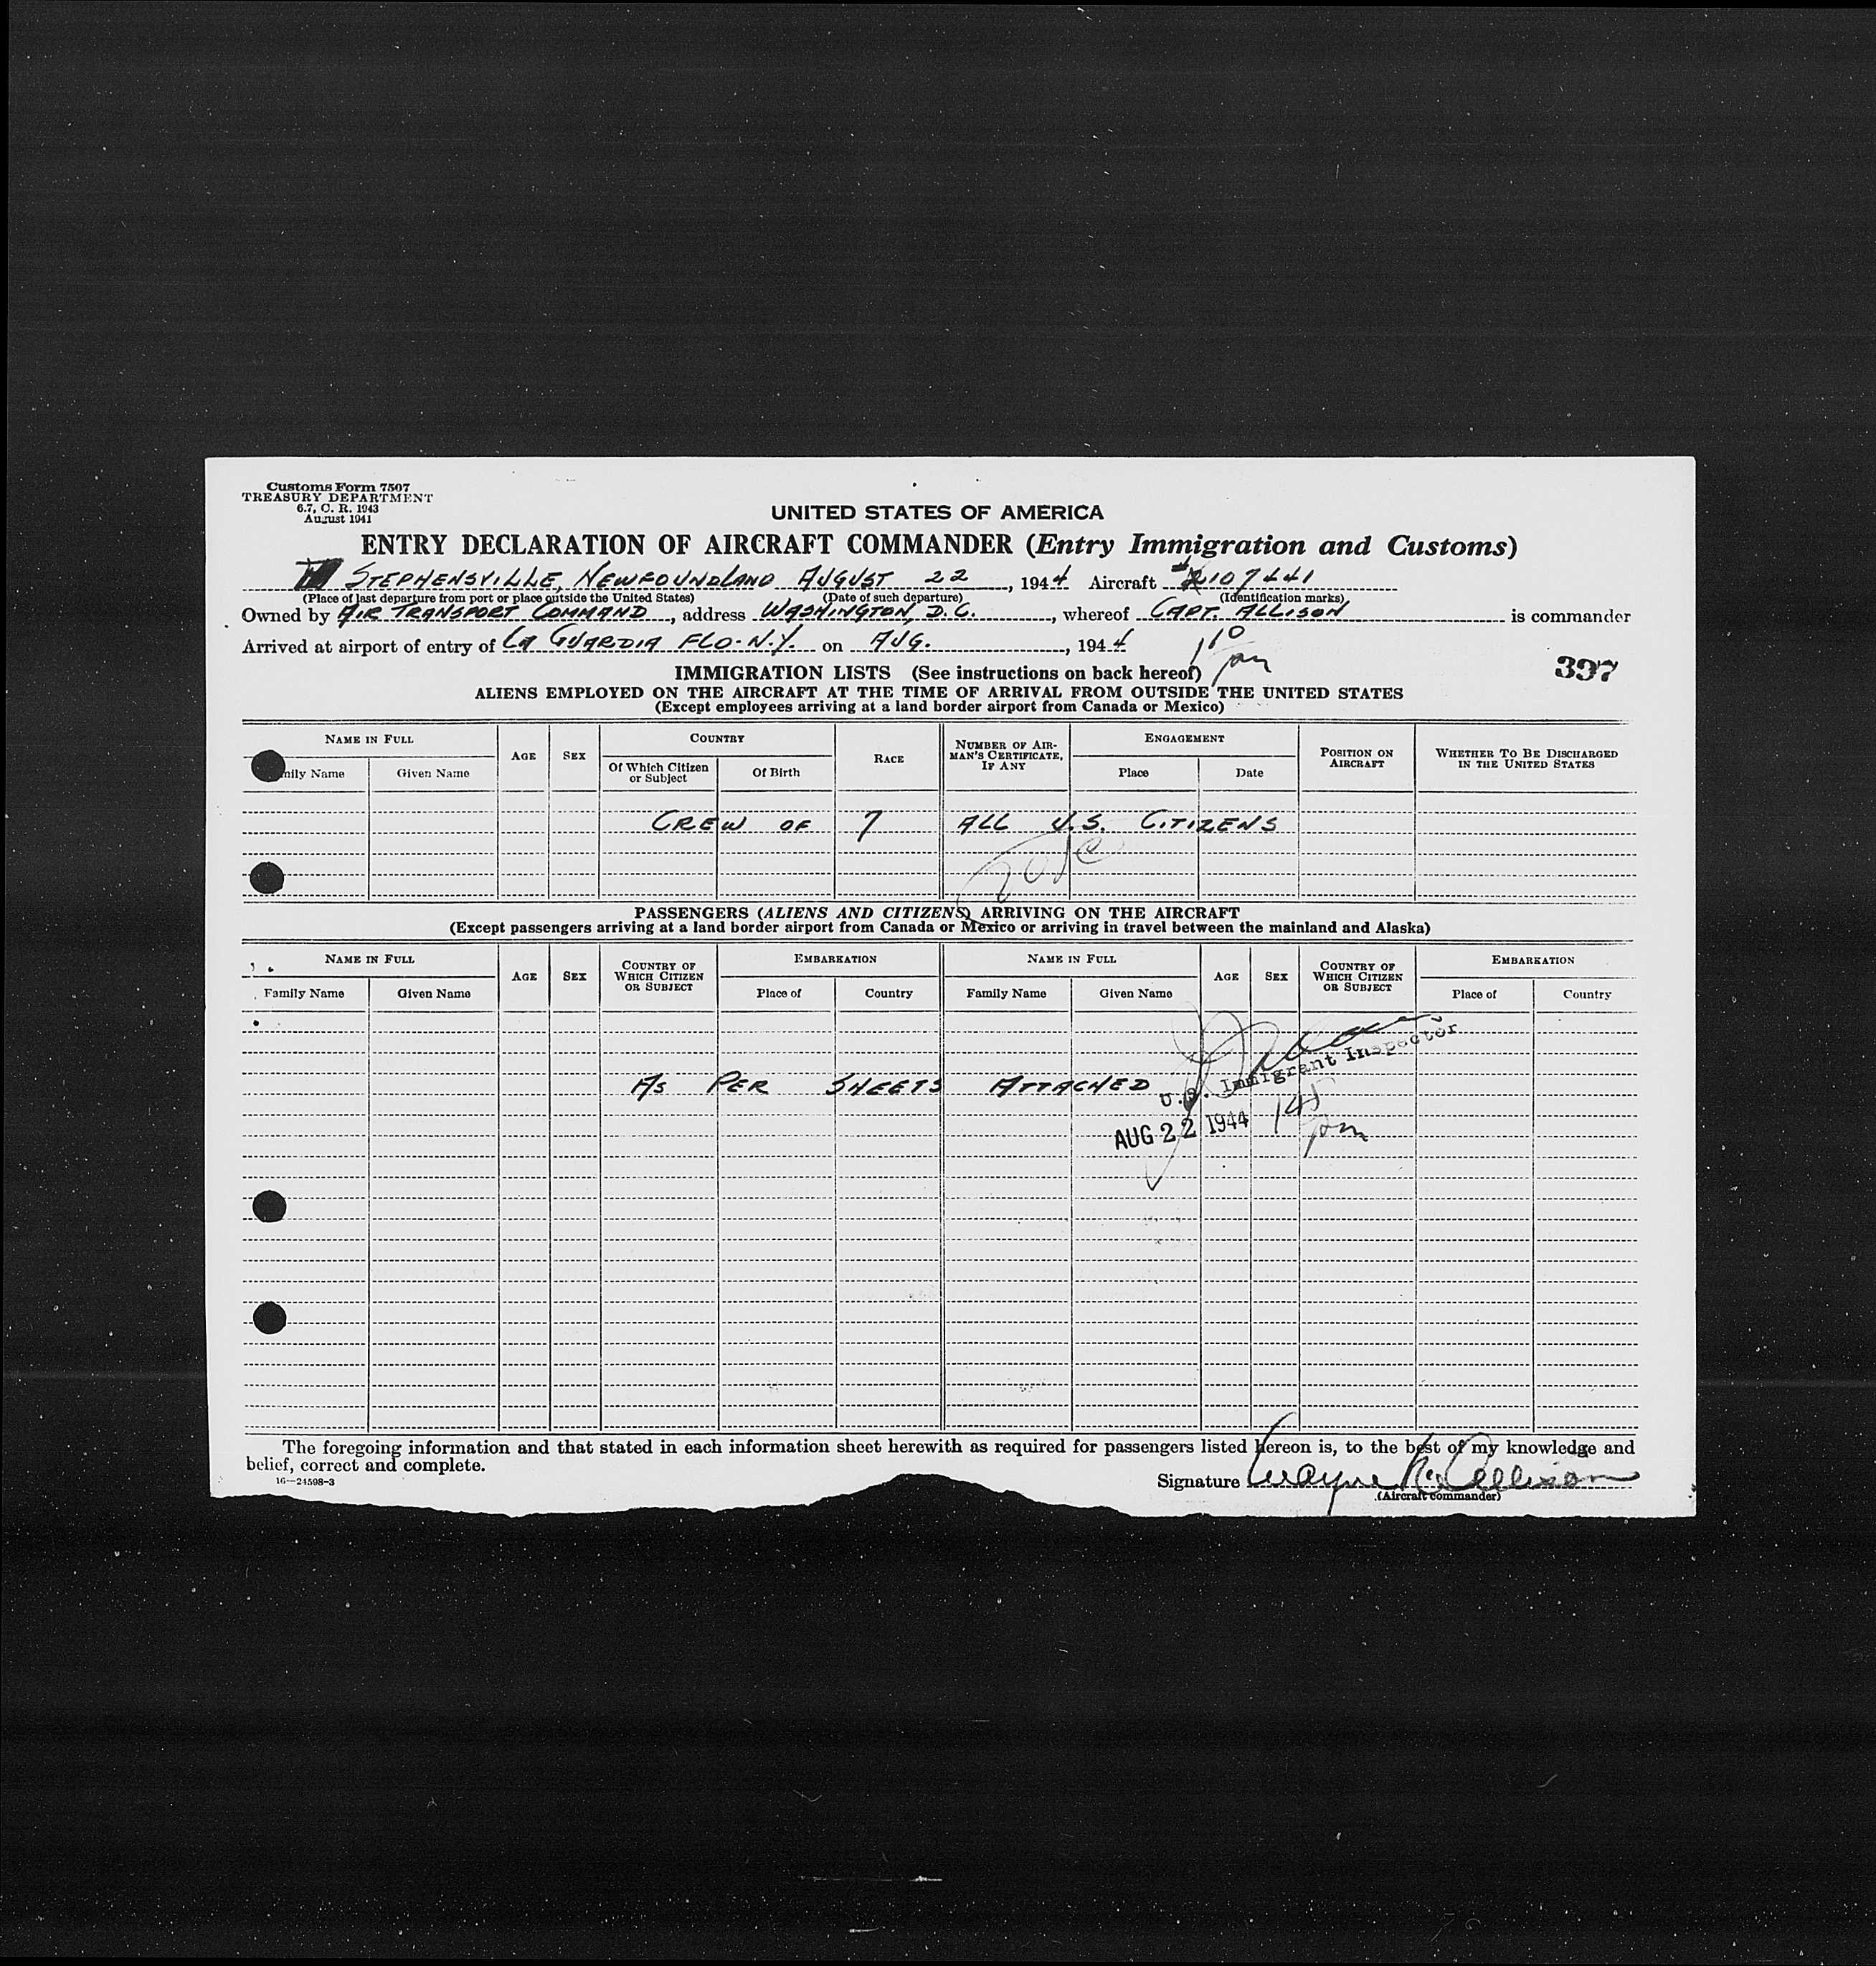 Customs Form 7507
TREASURY DEPARTMENT
6.7, C. R. 1943
August 1941
UNITED STATES OF AMERICA
ENTRY DECLARATION OF AIRCRAFT COMMANDER (Entry Immigration and Customs)
STEPHENSVILLE, NEWFOUNDLAND AUGUST 22, 1944 Aircraft 2107441
(Place of last departure from port or place outside the United States) (Date of such departure) (Identification marks)
Owned by AIR TRANSPORT COMMAND, address WASHINGTON, D.C., whereof CAPT. ALLISON is commander
Arrived at airport of entry of LA GUARDIA FLD. N.Y. on AUG., 1944 110 pm
IMMIGRATION LISTS (See instructions on back hereof)
397
ALIENS EMPLOYED ON THE AIRCRAFT AT THE TIME OF ARRIVAL FROM OUTSIDE THE UNITED STATES
(Except employees arriving at a land border airport from Canada or Mexico)
NAME IN FULL AGE SEX COUNTRY RACE NUMBER OF AIRMAN'S CERTIFICATE, IF ANY ENGAGEMENT POSITION ON AIRCRAFT WHETHER TO BE DISCHARGED IN THE UNITED STATES
mily Name Given Name Of Which Citizen or Subject Of Birth Place Date
CREW OF 7 ALL U.S. CITIZENS
PASSENGERS (ALIENS AND CITIZENS) ARRIVING ON THE AIRCRAFT
(Except passengers arriving at a land border airport from Canada or Mexico or arriving in travel between the mainland and Alaska)
NAME IN FULL AGE SEX COUNTRY OF WHICH CITIZEN OR SUBJECT EMBARKATION NAME IN FULL AGE SEX COUNTRY OF WHICH CITIZEN OR SUBJECT EMBARKATION
Family Name Given Name Place of Country Family Name Given Name Place of Country
AS PER SHEETS ATTACHED
U.S. Immigrant Inspector
AUG 22 1944 145 pm
The foregoing information and that stated in each information sheet herewith as required for passengers listed hereon is, to the best of my knowledge and
belief, correct and complete.
16—24598-3
Signature Wayne K. Allison
(Aircraft commander)